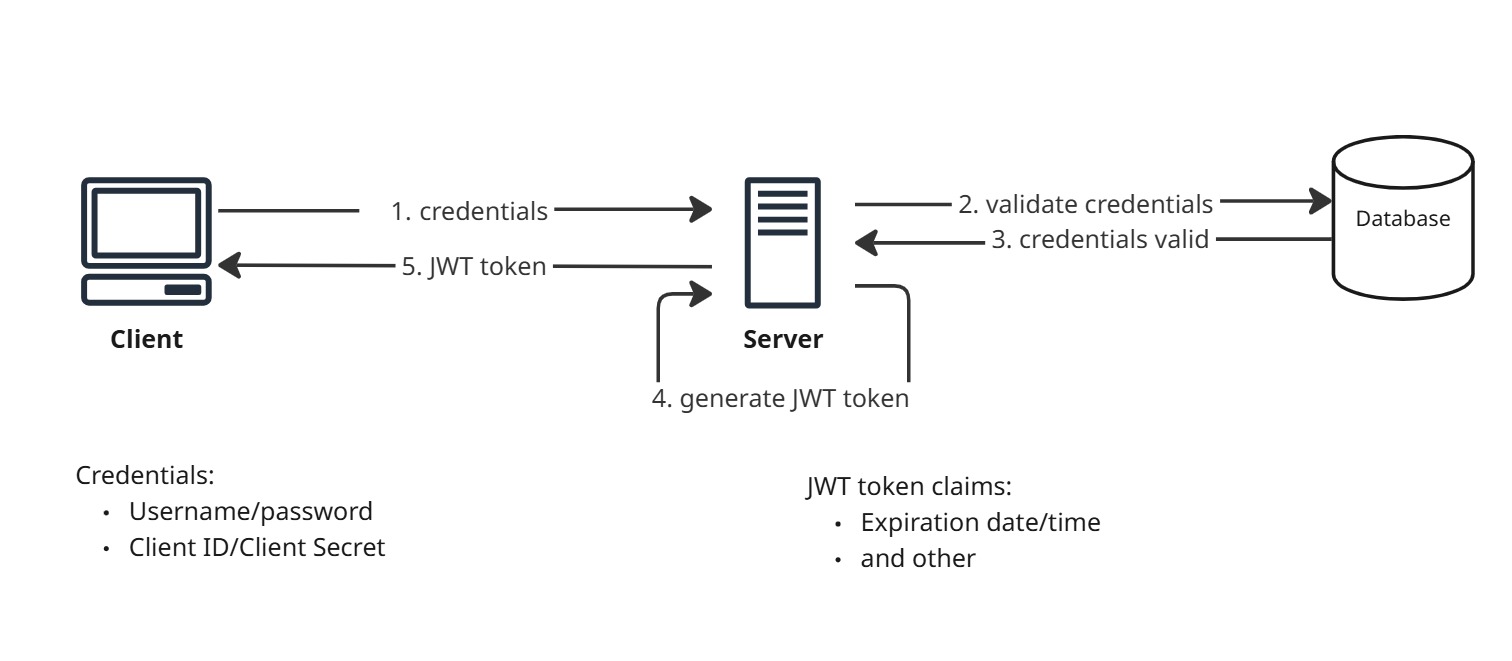 1. credentials
2. validate credentials
3. credentials valid
Database
5. JWT token
Client
Server
4. generate JWT token
Credentials:
• Username/password
• Client ID/Client Secret
JWT token claims:
• Expiration date/time
• and other